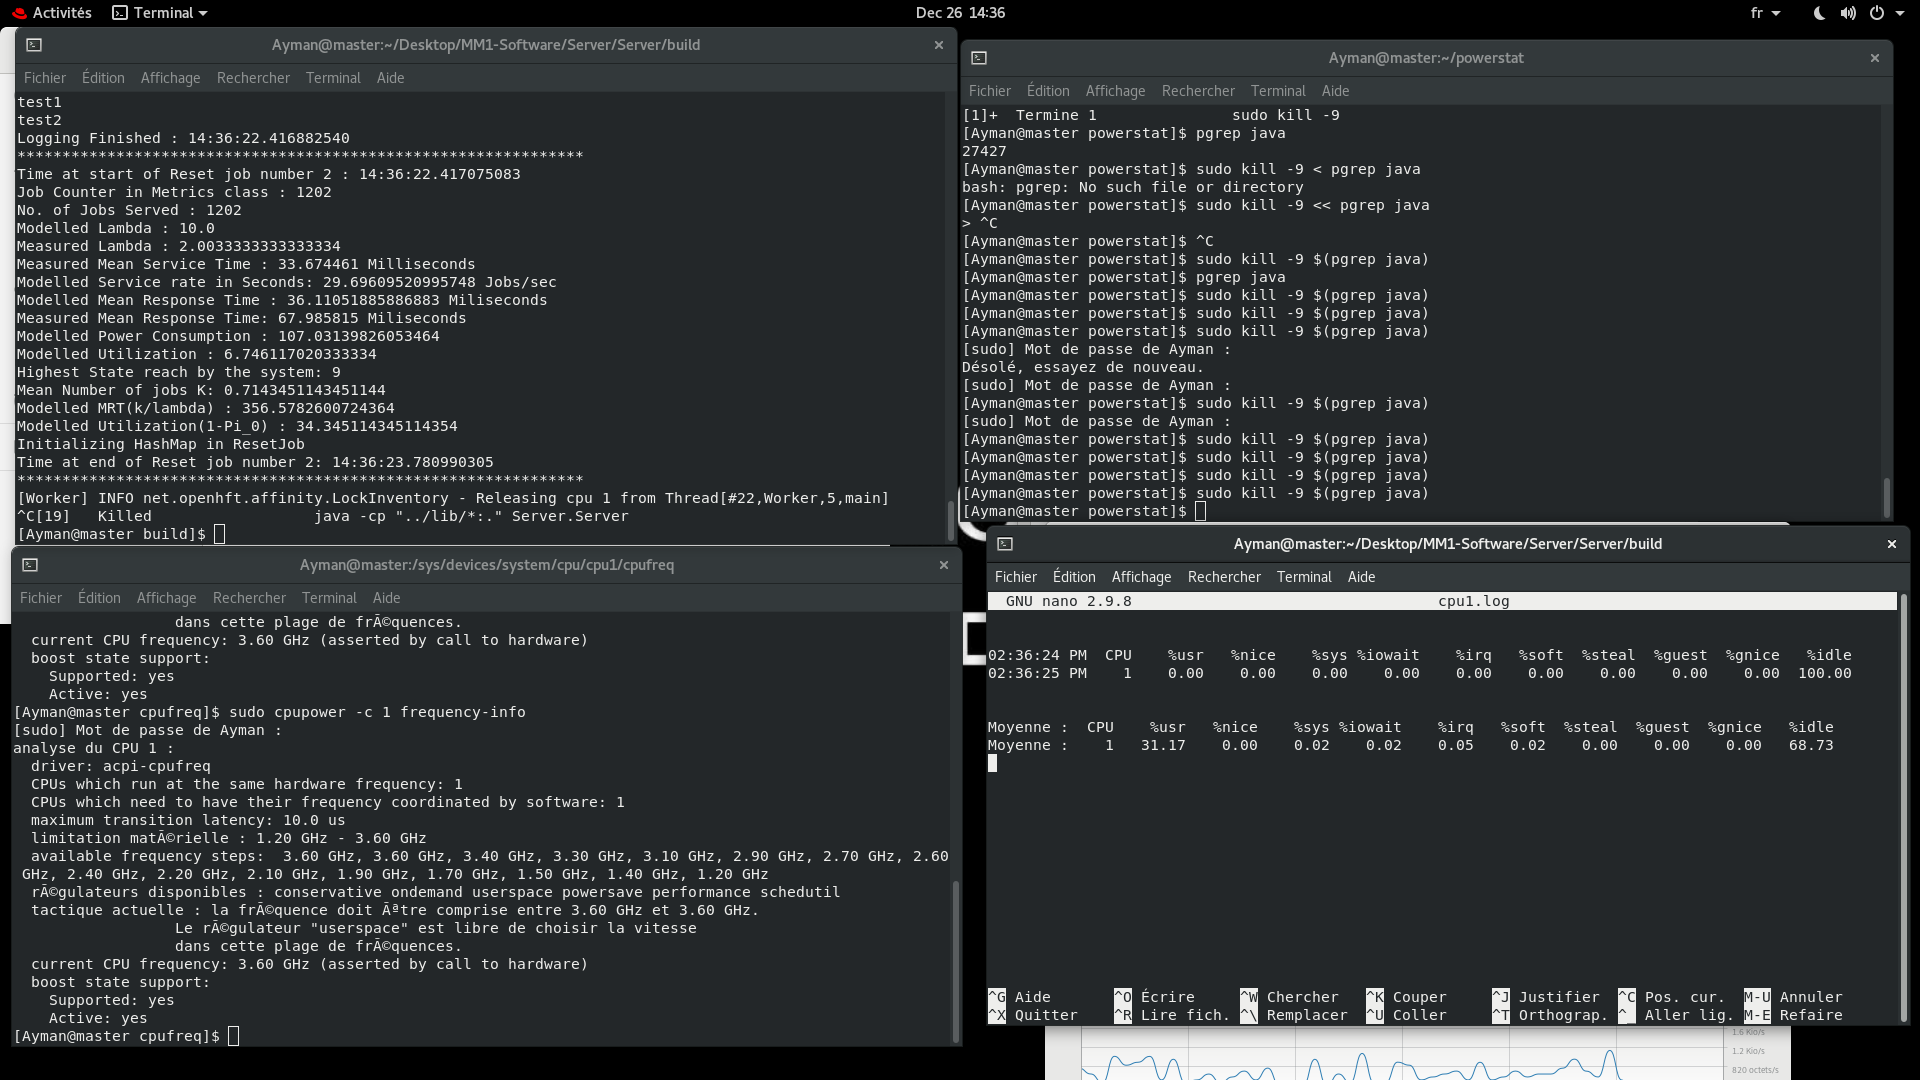 Activités Terminal Dec 26 14:36 fr
Ayman@master:~/Desktop/MM1-Software/Server/Server/build
Fichier Édition Affichage Rechercher Terminal Aide
test1
test2
Logging Finished : 14:36:22.416882540
***************************************************************
Time at start of Reset job number 2 : 14:36:22.417075083
Job Counter in Metrics class : 1202
No. of Jobs Served : 1202
Modelled Lambda : 10.0
Measured Lambda : 2.0033333333333334
Measured Mean Service Time : 33.674461 Milliseconds
Modelled Service rate in Seconds: 29.69609520995748 Jobs/sec
Modelled Mean Response Time : 36.11051885886883 Miliseconds
Measured Mean Response Time: 67.985815 Miliseconds
Modelled Power Consumption : 107.03139826053464
Modelled Utilization : 6.746117020333334
Highest State reach by the system: 9
Mean Number of jobs K: 0.7143451143451144
Modelled MRT(k/lambda) : 356.5782600724364
Modelled Utilization(1-Pi_0) : 34.345114345114354
Initializing HashMap in ResetJob
Time at end of Reset job number 2: 14:36:23.780990305
***************************************************************
[Worker] INFO net.openhft.affinity.LockInventory - Releasing cpu 1 from Thread[#22,Worker,5,main]
^C[19]   Killed                  java -cp "../lib/*:." Server.Server
[Ayman@master build]$
Ayman@master:~/powerstat
Fichier Édition Affichage Rechercher Terminal Aide
[1]+  Termine 1               sudo kill -9
[Ayman@master powerstat]$ pgrep java
27427
[Ayman@master powerstat]$ sudo kill -9 < pgrep java
bash: pgrep: No such file or directory
[Ayman@master powerstat]$ sudo kill -9 << pgrep java
> ^C
[Ayman@master powerstat]$ ^C
[Ayman@master powerstat]$ sudo kill -9 $(pgrep java)
[Ayman@master powerstat]$ pgrep java
[Ayman@master powerstat]$ sudo kill -9 $(pgrep java)
[Ayman@master powerstat]$ sudo kill -9 $(pgrep java)
[Ayman@master powerstat]$ sudo kill -9 $(pgrep java)
[sudo] Mot de passe de Ayman :
Désolé, essayez de nouveau.
[sudo] Mot de passe de Ayman :
[Ayman@master powerstat]$ sudo kill -9 $(pgrep java)
[sudo] Mot de passe de Ayman :
[Ayman@master powerstat]$ sudo kill -9 $(pgrep java)
[Ayman@master powerstat]$ sudo kill -9 $(pgrep java)
[Ayman@master powerstat]$ sudo kill -9 $(pgrep java)
[Ayman@master powerstat]$ sudo kill -9 $(pgrep java)
[Ayman@master powerstat]$
Ayman@master:/sys/devices/system/cpu/cpu1/cpufreq
Fichier Édition Affichage Rechercher Terminal Aide
dans cette plage de frÃ©quences.
current CPU frequency: 3.60 GHz (asserted by call to hardware)
boost state support:
Supported: yes
Active: yes
[Ayman@master cpufreq]$ sudo cpupower -c 1 frequency-info
[sudo] Mot de passe de Ayman :
analyse du CPU 1 :
driver: acpi-cpufreq
CPUs which run at the same hardware frequency: 1
CPUs which need to have their frequency coordinated by software: 1
maximum transition latency: 10.0 us
limitation matÃ©rielle : 1.20 GHz - 3.60 GHz
available frequency steps:  3.60 GHz, 3.60 GHz, 3.40 GHz, 3.30 GHz, 3.10 GHz, 2.90 GHz, 2.70 GHz, 2.60
GHz, 2.40 GHz, 2.20 GHz, 2.10 GHz, 1.90 GHz, 1.70 GHz, 1.50 GHz, 1.40 GHz, 1.20 GHz
rÃ©gulateurs disponibles : conservative ondemand userspace powersave performance schedutil
tactique actuelle : la frÃ©quence doit Ãªtre comprise entre 3.60 GHz et 3.60 GHz.
Le rÃ©gulateur "userspace" est libre de choisir la vitesse
dans cette plage de frÃ©quences.
current CPU frequency: 3.60 GHz (asserted by call to hardware)
boost state support:
Supported: yes
Active: yes
[Ayman@master cpufreq]$
Ayman@master:~/Desktop/MM1-Software/Server/Server/build
Fichier Édition Affichage Rechercher Terminal Aide
GNU nano 2.9.8 cpu1.log
02:36:24 PM  CPU    %usr   %nice    %sys %iowait    %irq   %soft  %steal  %guest  %gnice   %idle
02:36:25 PM    1    0.00    0.00    0.00    0.00    0.00    0.00    0.00    0.00    0.00  100.00
Moyenne :  CPU    %usr   %nice    %sys %iowait    %irq   %soft  %steal  %guest  %gnice   %idle
Moyenne :    1   31.17    0.00    0.02    0.02    0.05    0.02    0.00    0.00    0.00   68.73
^G Aide ^O Écrire ^W Chercher ^K Couper ^J Justifier ^C Pos. cur. M-U Annuler
^X Quitter ^R Lire fich. ^\ Remplacer ^U Coller ^T Orthograp. ^_ Aller lig. M-E Refaire
1.6 Kio/s
1.2 Kio/s
820 octets/s